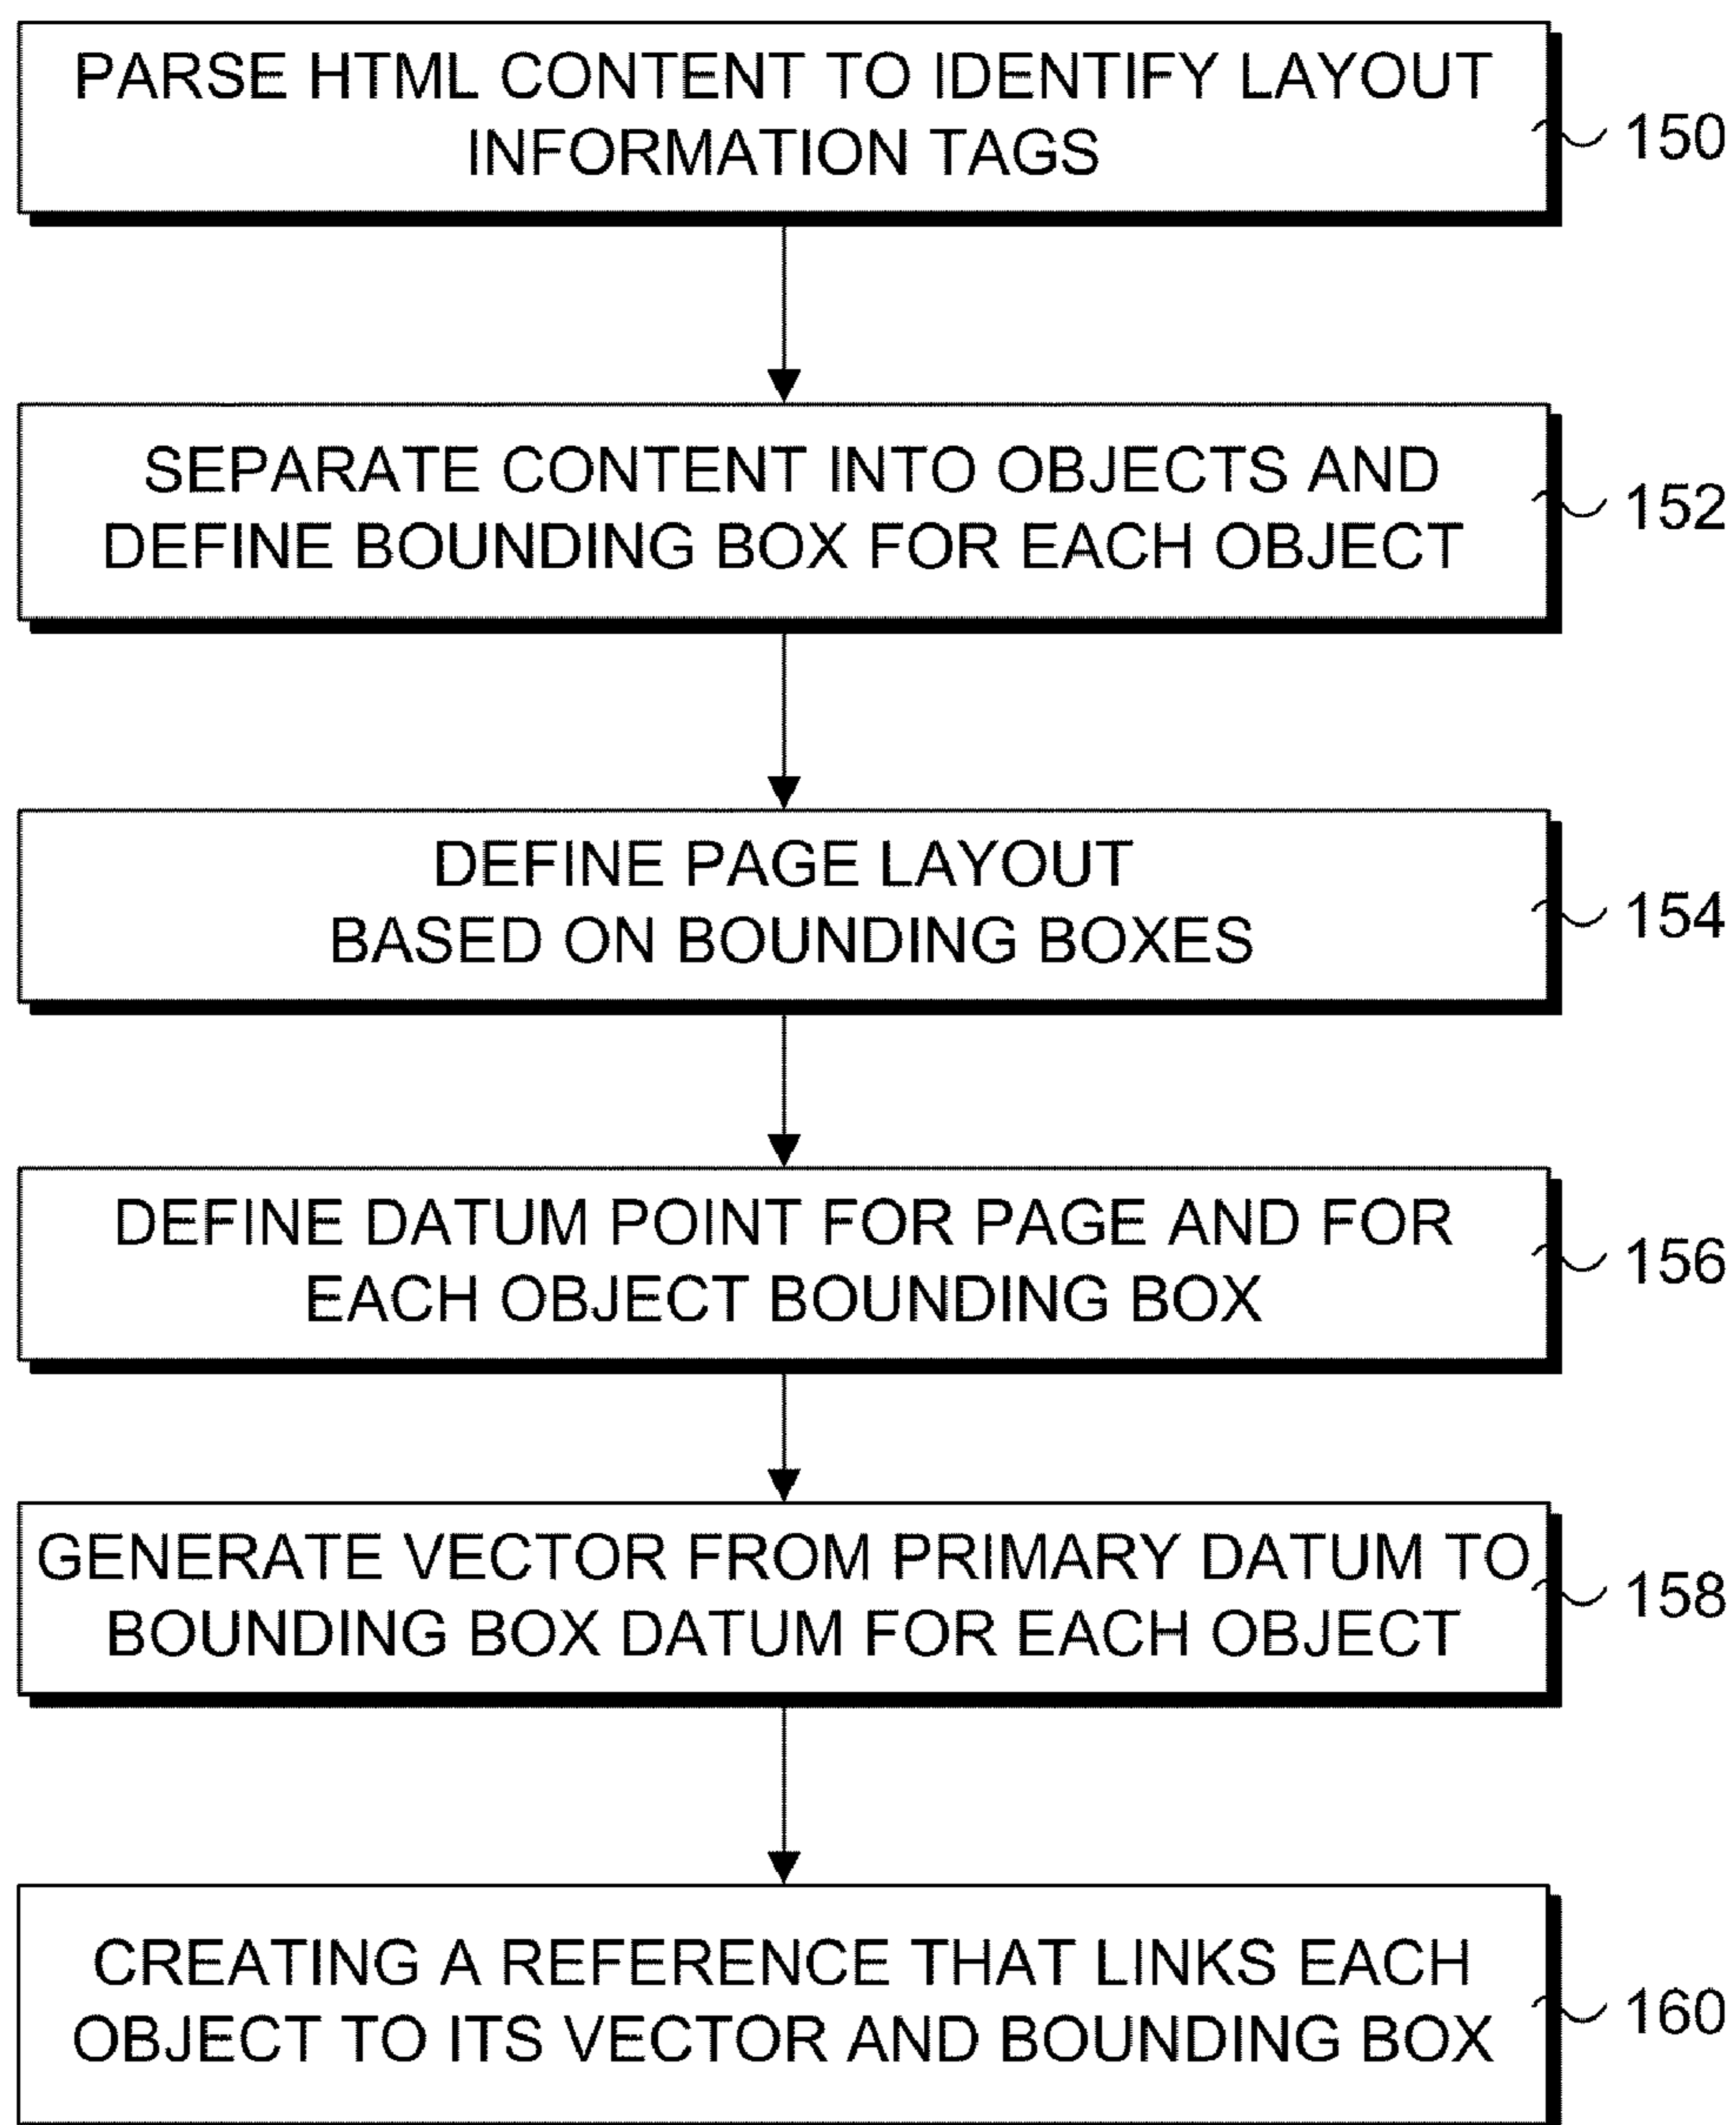 PARSE HTML CONTENT TO IDENTIFY LAYOUT
INFORMATION TAGS
150
SEPARATE CONTENT INTO OBJECTS AND
DEFINE BOUNDING BOX FOR EACH OBJECT
152
DEFINE PAGE LAYOUT
BASED ON BOUNDING BOXES
154
DEFINE DATUM POINT FOR PAGE AND FOR
EACH OBJECT BOUNDING BOX
156
GENERATE VECTOR FROM PRIMARY DATUM TO
BOUNDING BOX DATUM FOR EACH OBJECT
158
CREATING A REFERENCE THAT LINKS EACH
OBJECT TO ITS VECTOR AND BOUNDING BOX
160